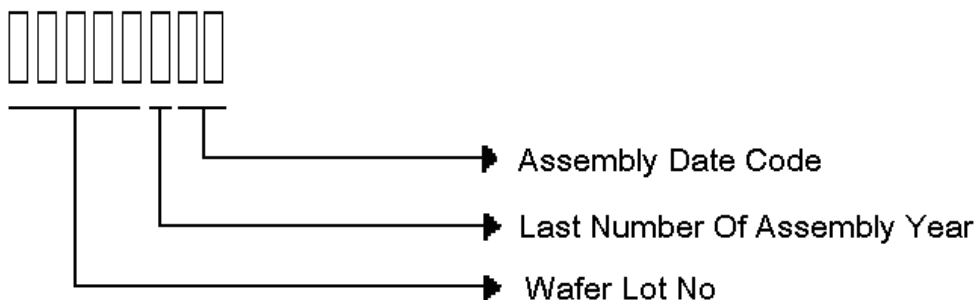 Assembly Date Code
Last Number Of Assembly Year
Wafer Lot No